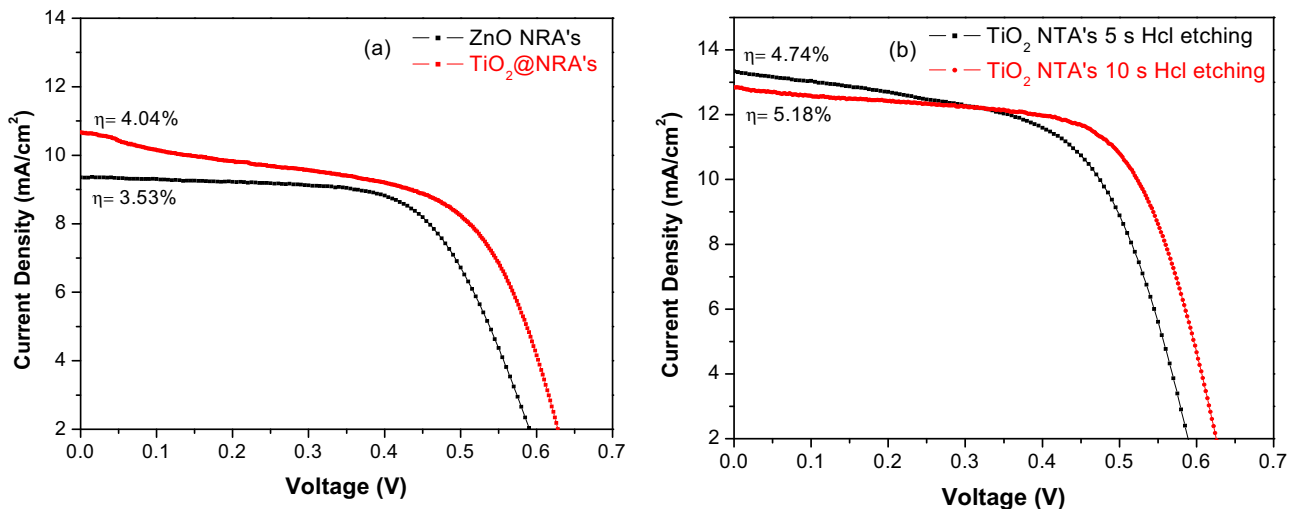 (a)
ZnO NRA's
TiO₂@NRA's
η= 4.04%
η= 3.53%
14
12
10
8
6
4
2
0.0 0.1 0.2 0.3 0.4 0.5 0.6 0.7
Current Density (mA/cm²)
Voltage (V)
(b)
TiO₂ NTA's 5 s Hcl etching
TiO₂ NTA's 10 s Hcl etching
η= 4.74%
η= 5.18%
14
12
10
8
6
4
2
0.0 0.1 0.2 0.3 0.4 0.5 0.6 0.7
Current Density (mA/cm²)
Voltage (V)